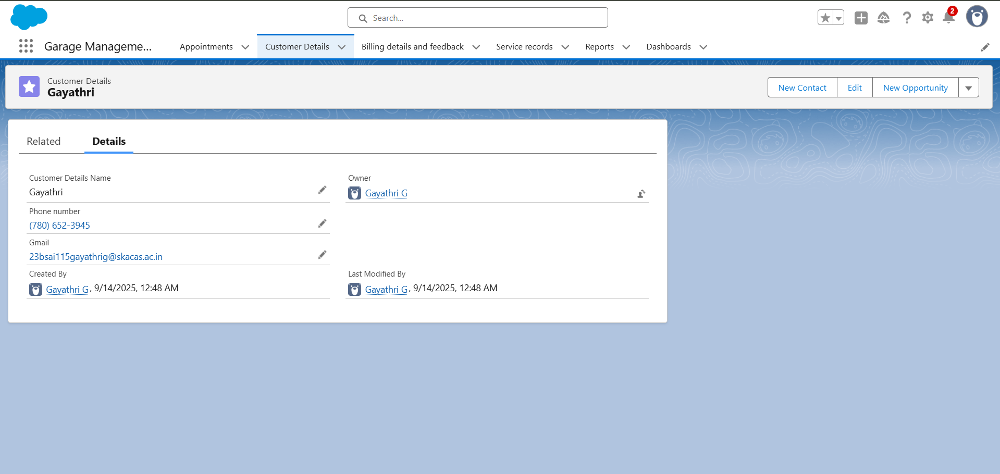 Search...
2
Garage Manageme...
Appointments
Customer Details
Billing details and feedback
Service records
Reports
Dashboards
Customer Details
Gayathri
New Contact
Edit
New Opportunity
Related
Details
Customer Details Name
Gayathri
Owner
Gayathri G
Phone number
(780) 652-3945
Gmail
23bsai115gayathrig@skacas.ac.in
Created By
Gayathri G, 9/14/2025, 12:48 AM
Last Modified By
Gayathri G, 9/14/2025, 12:48 AM